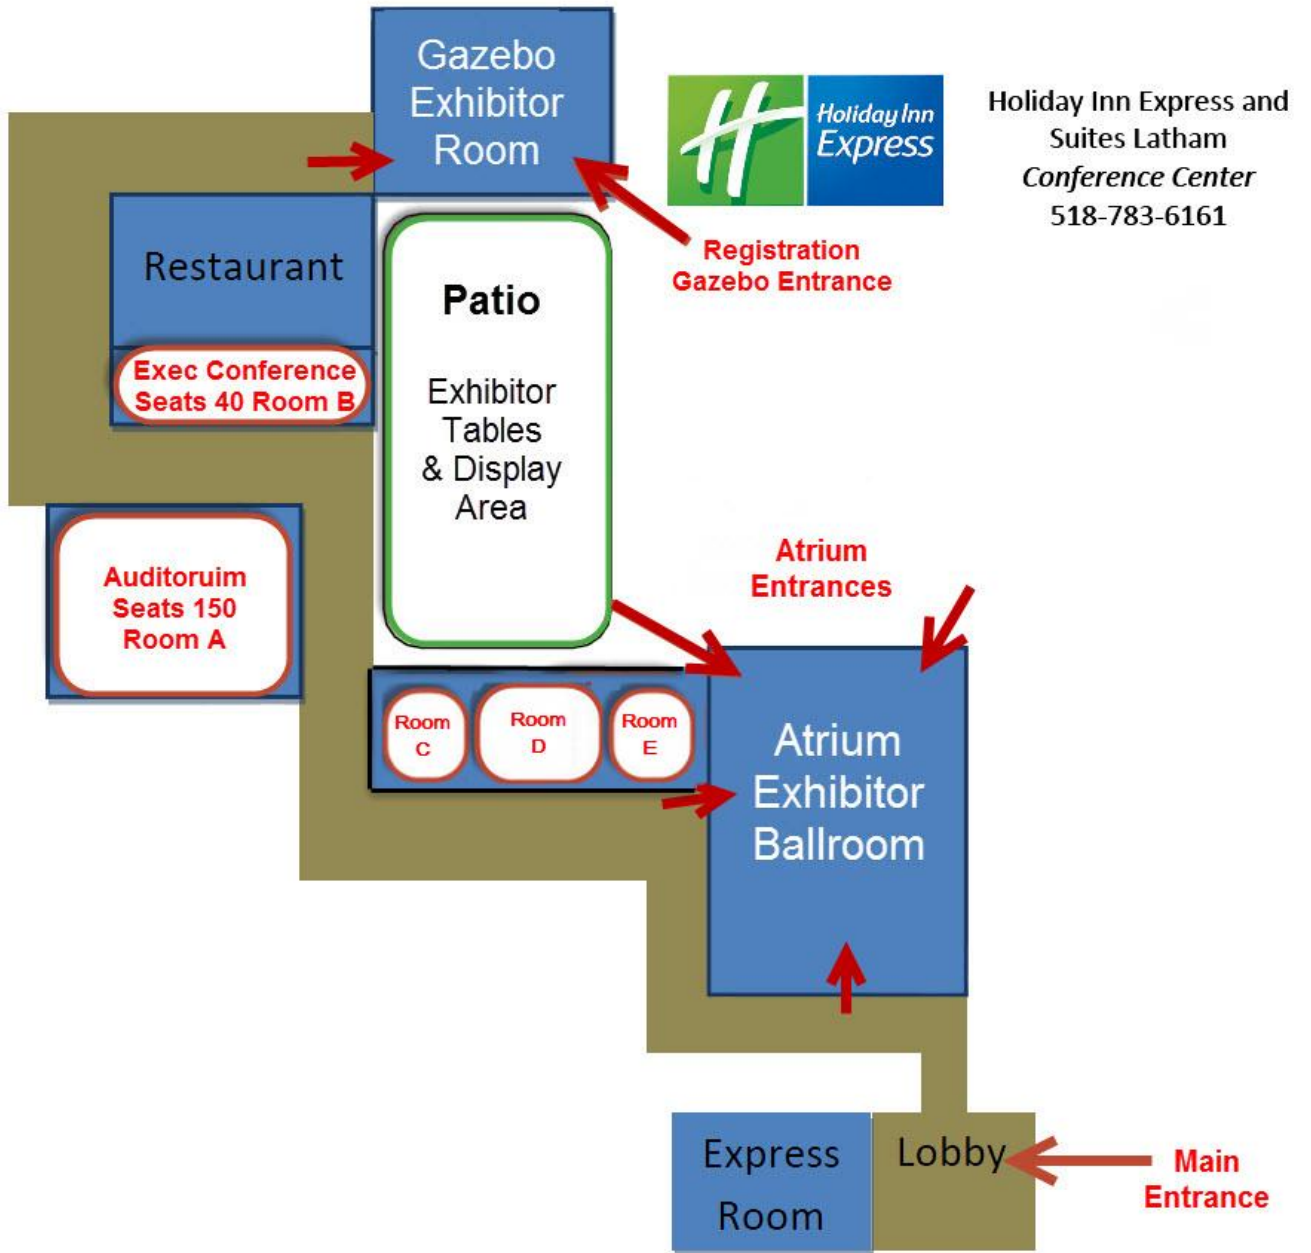 Gazebo
Exhibitor
Room
Holiday Inn
Express
Holiday Inn Express and
Suites Latham
Conference Center
518-783-6161
Registration
Gazebo Entrance
Restaurant
Exec Conference
Seats 40 Room B
Patio
Exhibitor
Tables
& Display
Area
Auditoruim
Seats 150
Room A
Atrium
Entrances
Room
C
Room
D
Room
E
Atrium
Exhibitor
Ballroom
Express
Room
Lobby
Main
Entrance